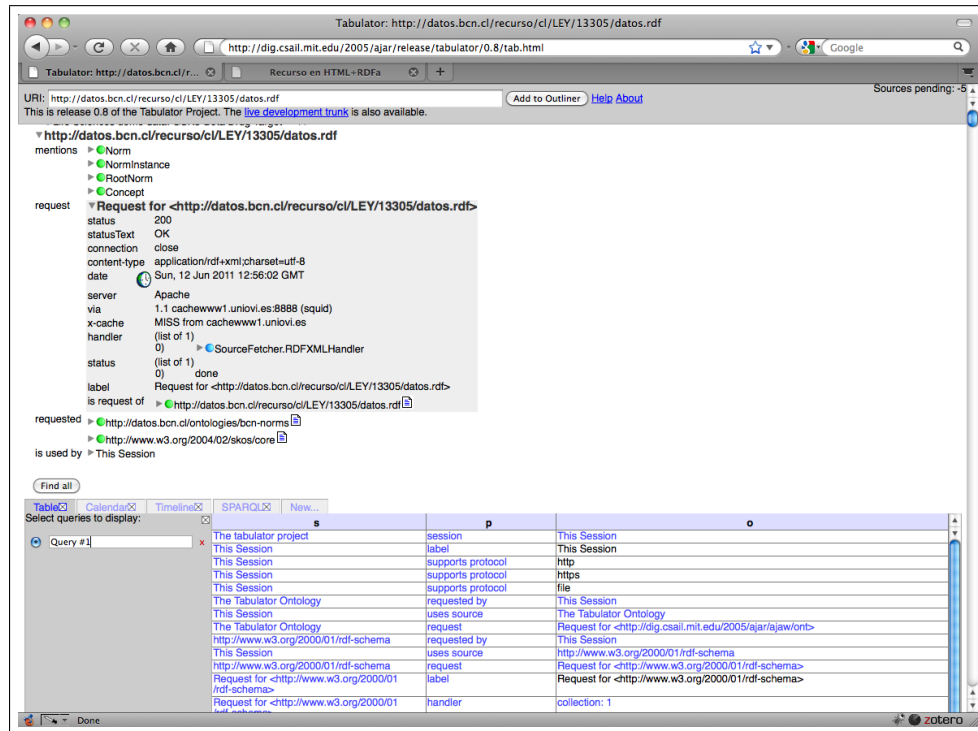 Tabulator: http://datos.bcn.cl/recurso/cl/LEY/13305/datos.rdf
http://dig.csail.mit.edu/2005/ajar/release/tabulator/0.8/tab.html
Google
Tabulator: http://datos.bcn.cl/r...
Recurso en HTML+RDFa
URI: http://datos.bcn.cl/recurso/cl/LEY/13305/datos.rdf Add to Outliner Help About
Sources pending: -5
This is release 0.8 of the Tabulator Project. The live development trunk is also available.
http://datos.bcn.cl/recurso/cl/LEY/13305/datos.rdf
mentions Norm
NormInstance
RootNorm
Concept
request Request for <http://datos.bcn.cl/recurso/cl/LEY/13305/datos.rdf>
status 200
statusText OK
connection close
content-type application/rdf+xml;charset=utf-8
date Sun, 12 Jun 2011 12:56:02 GMT
server Apache
via 1.1 cachewww1.uniovi.es:8888 (squid)
x-cache MISS from cachewww1.uniovi.es
handler (list of 1)
0) SourceFetcher.RDFXMLHandler
status (list of 1)
0) done
label Request for <http://datos.bcn.cl/recurso/cl/LEY/13305/datos.rdf>
is request of http://datos.bcn.cl/recurso/cl/LEY/13305/datos.rdf
requested http://datos.bcn.cl/ontologies/bcn-norms
http://www.w3.org/2004/02/skos/core
is used by This Session
Find all
Table Calendar Timeline SPARQL New...
Select queries to display:
Query #1 x
s p o
The tabulator project session This Session
This Session label This Session
This Session supports protocol http
This Session supports protocol https
This Session supports protocol file
The Tabulator Ontology requested by This Session
This Session uses source The Tabulator Ontology
The Tabulator Ontology request Request for <http://dig.csail.mit.edu/2005/ajar/ajaw/ont>
http://www.w3.org/2000/01/rdf-schema requested by This Session
This Session uses source http://www.w3.org/2000/01/rdf-schema
http://www.w3.org/2000/01/rdf-schema request Request for <http://www.w3.org/2000/01/rdf-schema>
Request for <http://www.w3.org/2000/01 label Request for <http://www.w3.org/2000/01/rdf-schema>
/rdf-schema>
Request for <http://www.w3.org/2000/01 handler collection: 1
Done
zotero